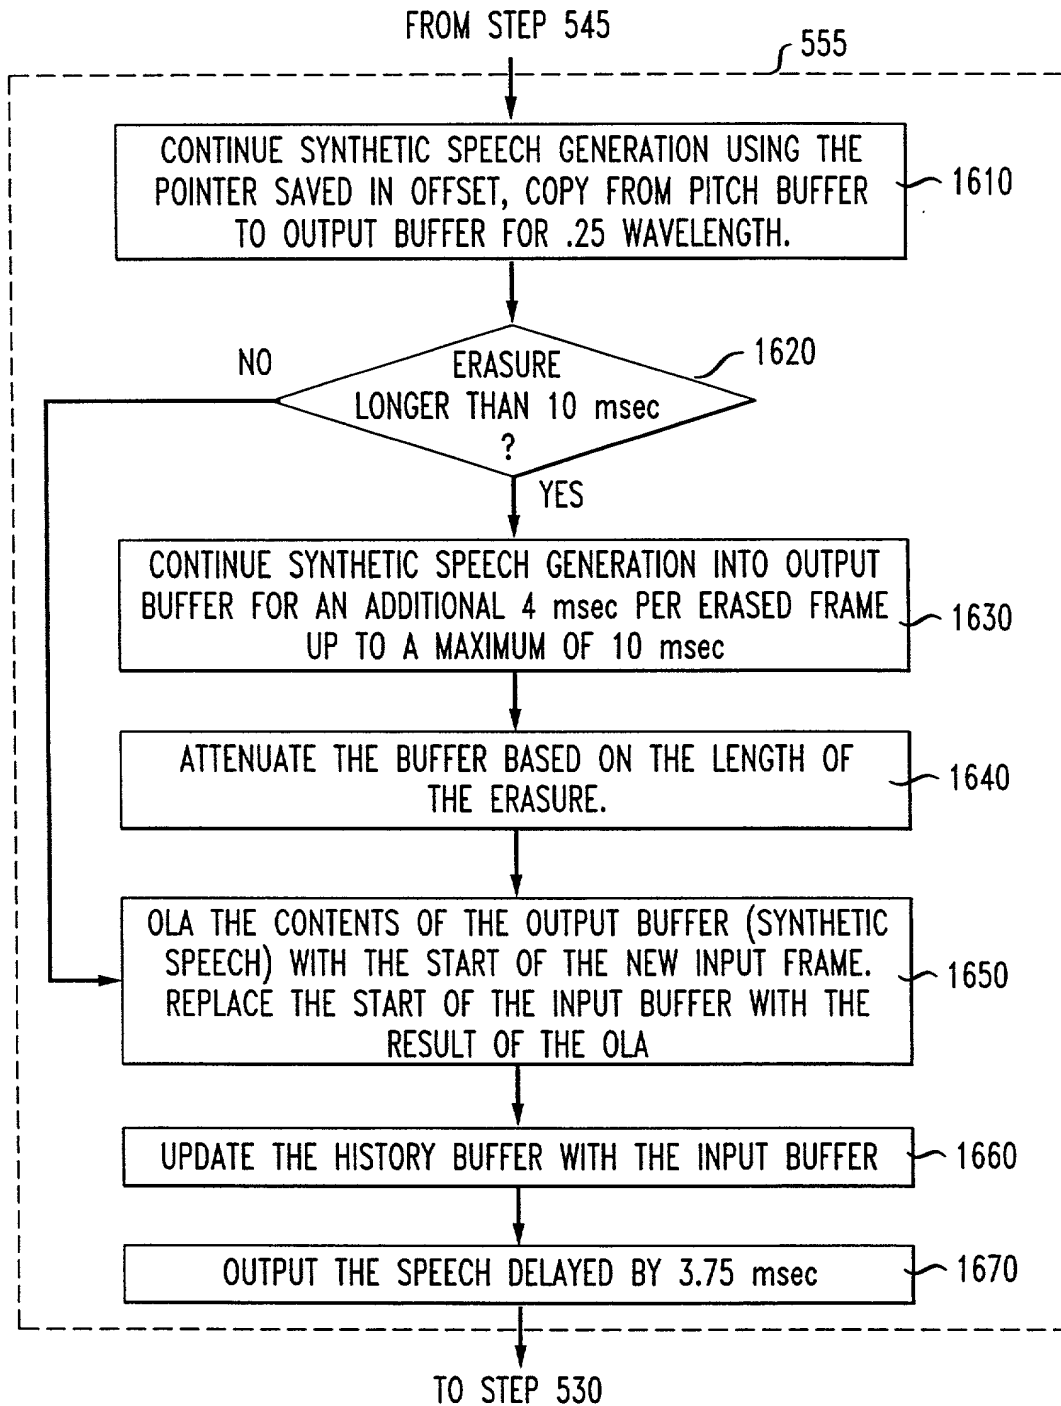 FROM STEP 545
555
CONTINUE SYNTHETIC SPEECH GENERATION USING THE
POINTER SAVED IN OFFSET, COPY FROM PITCH BUFFER
TO OUTPUT BUFFER FOR .25 WAVELENGTH.
1610
NO
ERASURE
LONGER THAN 10 msec
?
1620
YES
CONTINUE SYNTHETIC SPEECH GENERATION INTO OUTPUT
BUFFER FOR AN ADDITIONAL 4 msec PER ERASED FRAME
UP TO A MAXIMUM OF 10 msec
1630
ATTENUATE THE BUFFER BASED ON THE LENGTH OF
THE ERASURE.
1640
OLA THE CONTENTS OF THE OUTPUT BUFFER (SYNTHETIC
SPEECH) WITH THE START OF THE NEW INPUT FRAME.
REPLACE THE START OF THE INPUT BUFFER WITH THE
RESULT OF THE OLA
1650
UPDATE THE HISTORY BUFFER WITH THE INPUT BUFFER
1660
OUTPUT THE SPEECH DELAYED BY 3.75 msec
1670
TO STEP 530